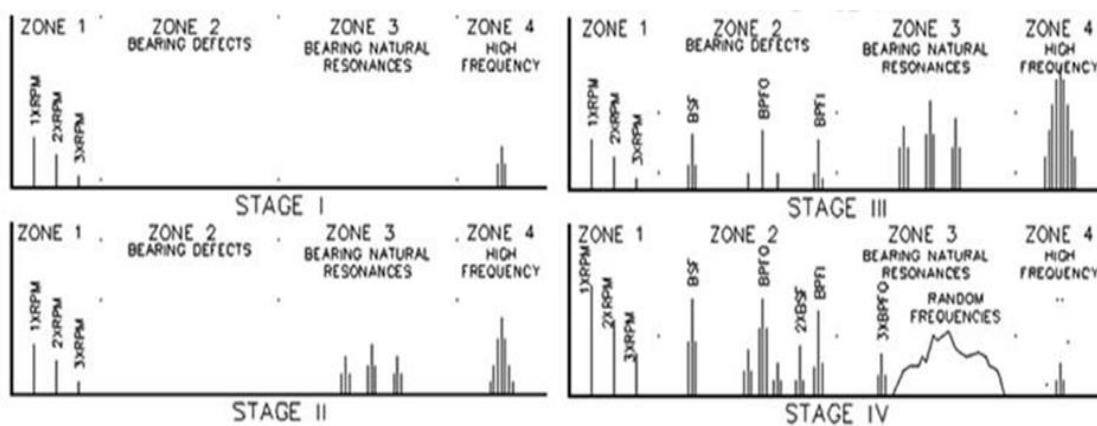 ZONE 1 ZONE 2 ZONE 3 ZONE 4
BEARING DEFECTS BEARING NATURAL RESONANCES HIGH FREQUENCY
1XRPM 2XRPM 3XRPM
STAGE I
ZONE 1 ZONE 2 ZONE 3 ZONE 4
BEARING DEFECTS BEARING NATURAL RESONANCES HIGH FREQUENCY
1XRPM 2XRPM 3XRPM BSF BPFO BPFI
STAGE III
ZONE 1 ZONE 2 ZONE 3 ZONE 4
BEARING DEFECTS BEARING NATURAL RESONANCES HIGH FREQUENCY
1XRPM 2XRPM 3XRPM
STAGE II
ZONE 1 ZONE 2 ZONE 3 ZONE 4
BEARING NATURAL RESONANCES HIGH FREQUENCY
1XRPM 2XRPM 3XRPM BSF BPFO 2XBSF BPFI 3XBPFO RANDOM FREQUENCIES
STAGE IV